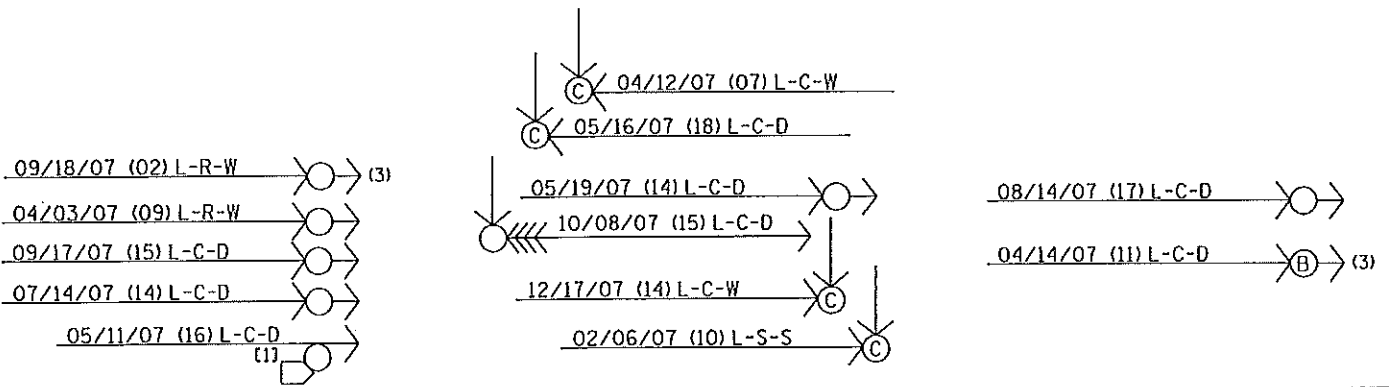 C
04/12/07 (07) L-C-W
C
05/16/07 (18) L-C-D
09/18/07 (02) L-R-W
(3)
04/03/07 (09) L-R-W
09/17/07 (15) L-C-D
07/14/07 (14) L-C-D
05/11/07 (16) L-C-D
[1]
05/19/07 (14) L-C-D
10/08/07 (15) L-C-D
12/17/07 (14) L-C-W
C
02/06/07 (10) L-S-S
C
08/14/07 (17) L-C-D
04/14/07 (11) L-C-D
B
(3)